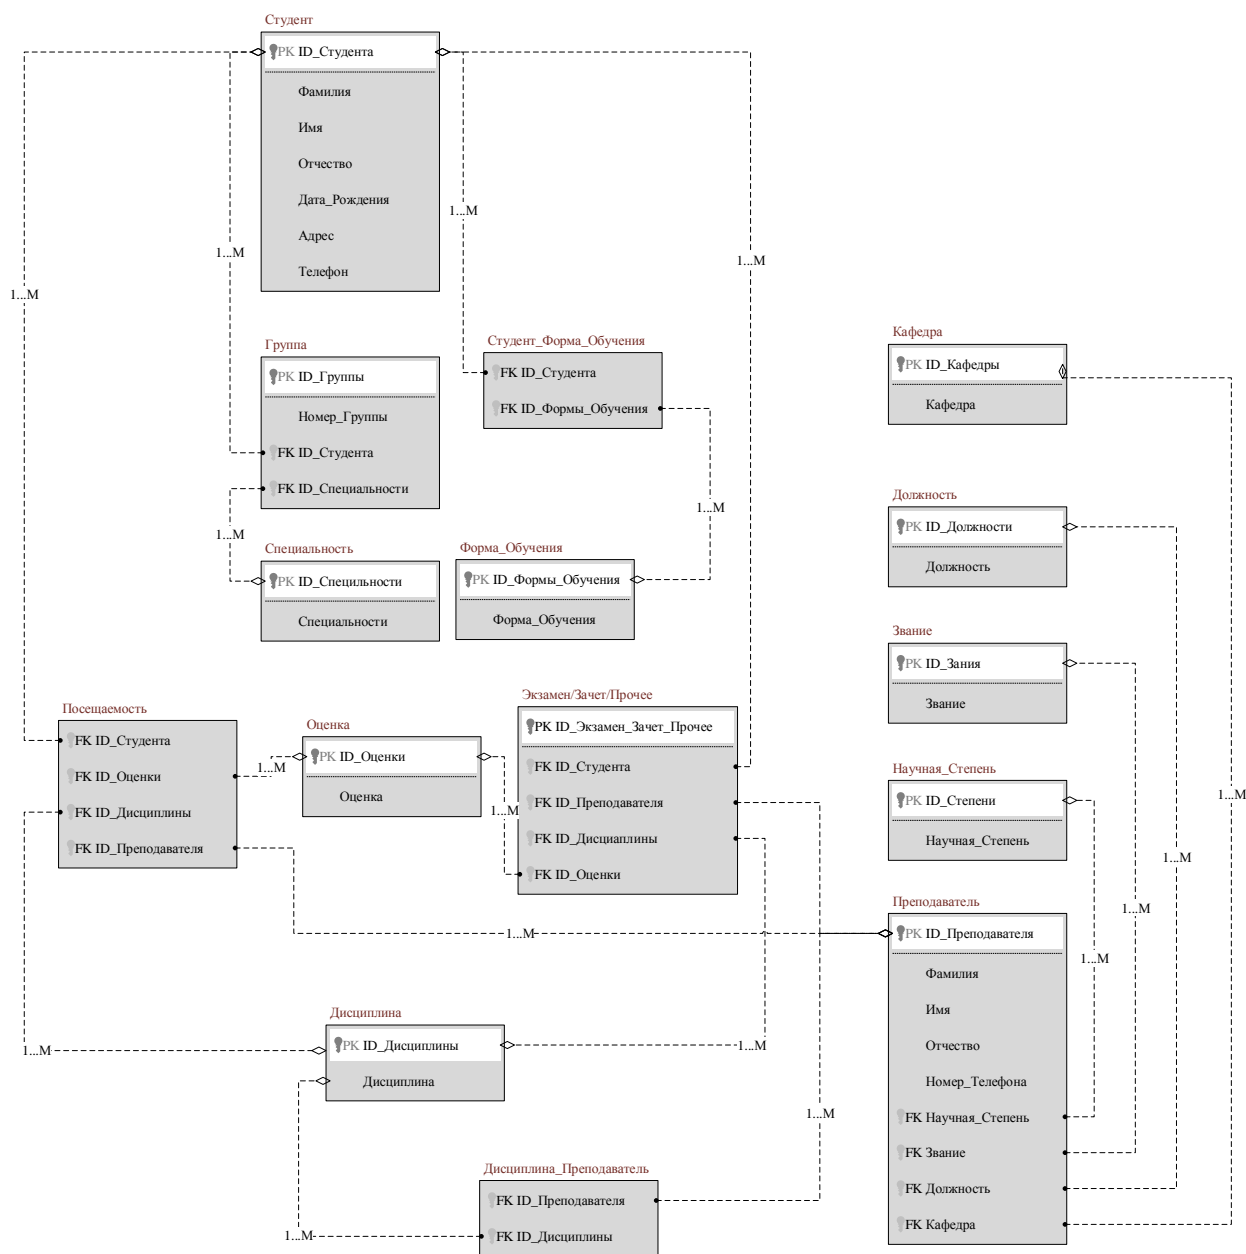 Студент
PK ID_Студента
Фамилия
Имя
Отчество
Дата_Рождения
Адрес
Телефон
1...M
1...M
1...M
1...M
Группа
PK ID_Группы
Номер_Группы
FK ID_Студента
FK ID_Специальности
Студент_Форма_Обучения
FK ID_Студента
FK ID_Формы_Обучения
1...M
1...M
Специальность
PK ID_Специльности
Специальности
Форма_Обучения
PK ID_Формы_Обучения
Форма_Обучения
Кафедра
PK ID_Кафедры
Кафедра
Должность
PK ID_Должности
Должность
Звание
PK ID_Зания
Звание
Научная_Степень
PK ID_Степени
Научная_Степень
1...M
1...M
1...M
1...M
Посещаемость
FK ID_Студента
FK ID_Оценки
FK ID_Дисциплины
FK ID_Преподавателя
1...M
Оценка
PK ID_Оценки
Оценка
1...M
Экзамен/Зачет/Прочее
PK ID_Экзамен_Зачет_Прочее
FK ID_Студента
FK ID_Преподавателя
FK ID_Дисциаплины
FK ID_Оценки
1...M
Преподаватель
PK ID_Преподавателя
Фамилия
Имя
Отчество
Номер_Телефона
FK Научная_Степень
FK Звание
FK Должность
FK Кафедра
Дисциплина
PK ID_Дисциплины
Дисциплина
1...M
1...M
1...M
1...M
Дисциплина_Преподаватель
FK ID_Преподавателя
FK ID_Дисциплины